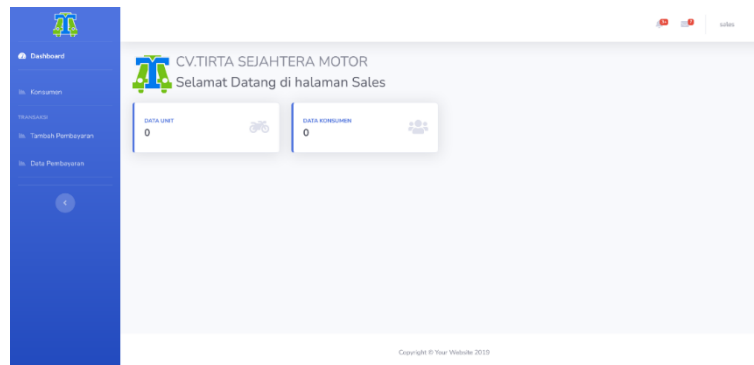 sales
Dashboard
Konsumen
TRANSAKSI
Tambah Pembayaran
Data Pembayaran
CV.TIRTA SEJAHTERA MOTOR
Selamat Datang di halaman Sales
DATA UNIT
0
DATA KONSUMEN
0
Copyright © Your Website 2019